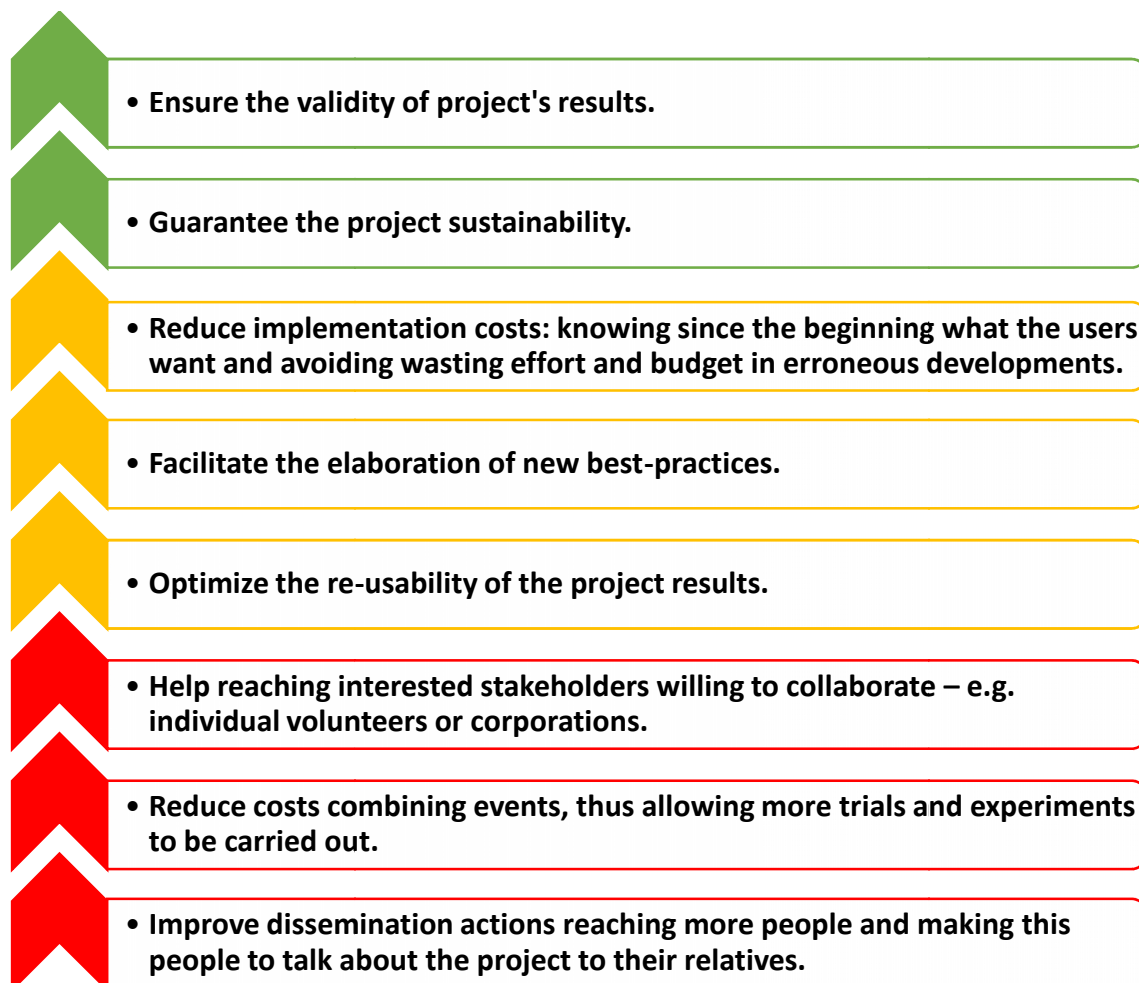 • Ensure the validity of project's results.
• Guarantee the project sustainability.
• Reduce implementation costs: knowing since the beginning what the users
want and avoiding wasting effort and budget in erroneous developments.
• Facilitate the elaboration of new best-practices.
• Optimize the re-usability of the project results.
• Help reaching interested stakeholders willing to collaborate – e.g.
individual volunteers or corporations.
• Reduce costs combining events, thus allowing more trials and experiments
to be carried out.
• Improve dissemination actions reaching more people and making this
people to talk about the project to their relatives.